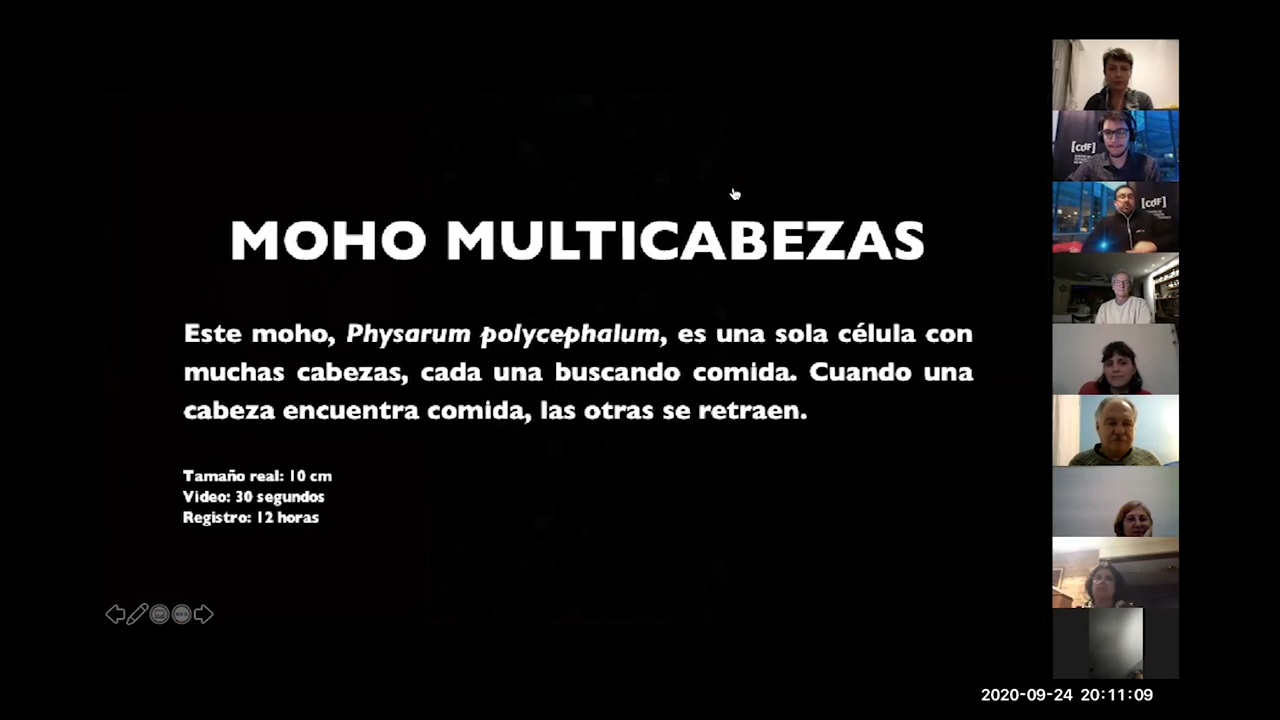 MOHO MULTICABEZAS
Este moho, Physarum polycephalum, es una sola célula con
muchas cabezas, cada una buscando comida. Cuando una
cabeza encuentra comida, las otras se retraen.
Tamaño real: 10 cm
Video: 30 segundos
Registro: 12 horas
[CdF]
[CdF]
2020-09-24 20:11:09